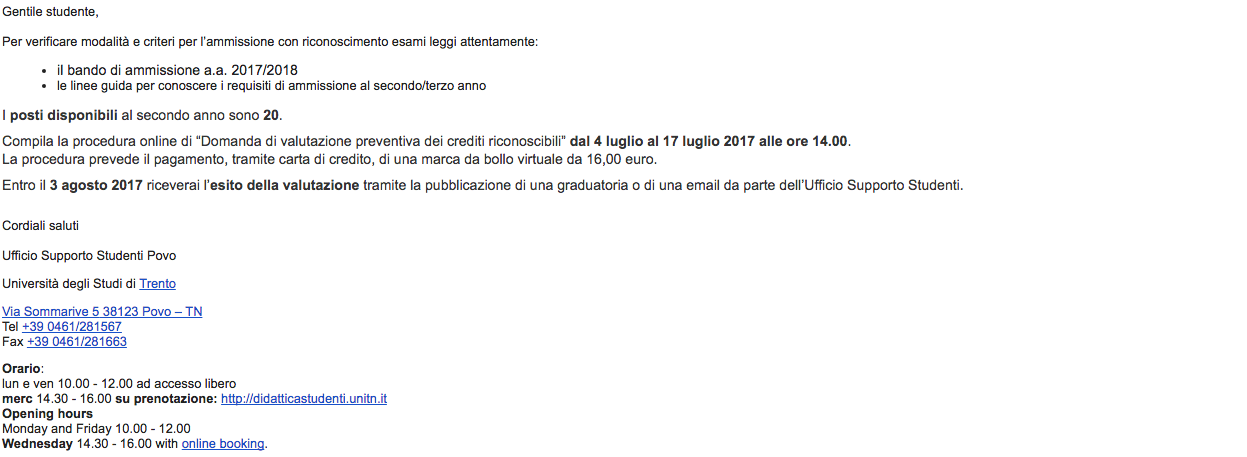 Gentile studente,
Per verificare modalità e criteri per l'ammissione con riconoscimento esami leggi attentamente:
• il bando di ammissione a.a. 2017/2018
• le linee guida per conoscere i requisiti di ammissione al secondo/terzo anno
I posti disponibili al secondo anno sono 20.
Compila la procedura online di “Domanda di valutazione preventiva dei crediti riconoscibili” dal 4 luglio al 17 luglio 2017 alle ore 14.00.
La procedura prevede il pagamento, tramite carta di credito, di una marca da bollo virtuale da 16,00 euro.
Entro il 3 agosto 2017 riceverai l'esito della valutazione tramite la pubblicazione di una graduatoria o di una email da parte dell'Ufficio Supporto Studenti.
Cordiali saluti
Ufficio Supporto Studenti Povo
Università degli Studi di Trento
Via Sommarive 5 38123 Povo – TN
Tel +39 0461/281567
Fax +39 0461/281663
Orario:
lun e ven 10.00 - 12.00 ad accesso libero
merc 14.30 - 16.00 su prenotazione: http://didatticastudenti.unitn.it
Opening hours
Monday and Friday 10.00 - 12.00
Wednesday 14.30 - 16.00 with online booking.